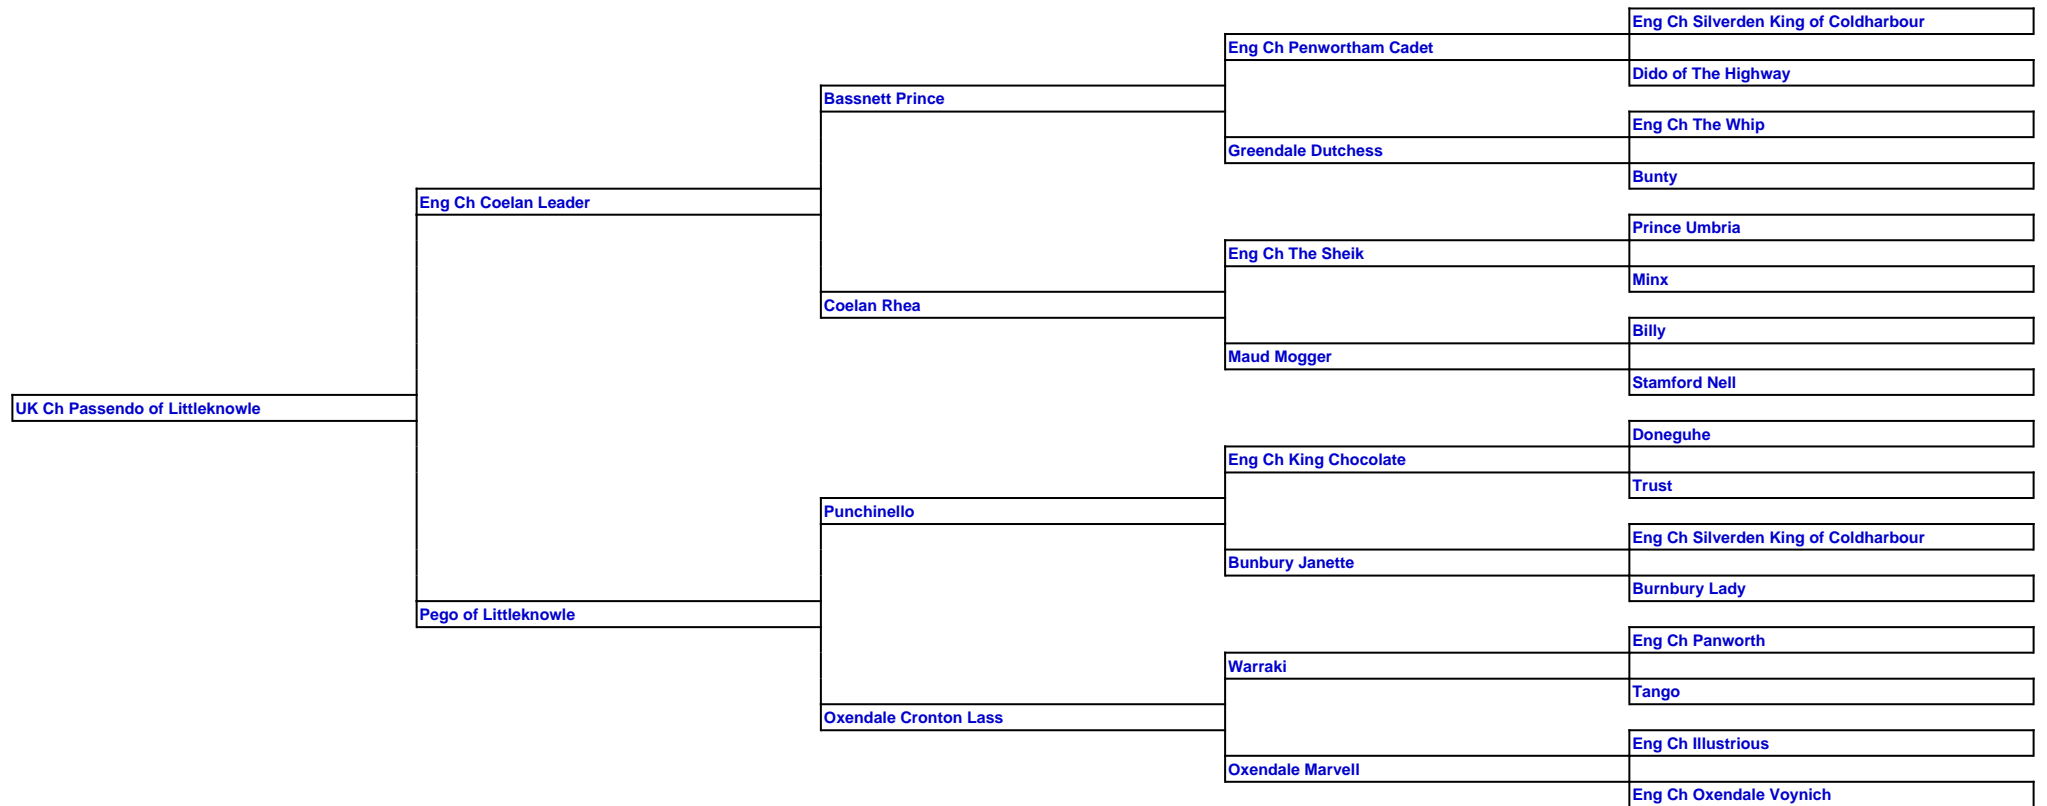 Eng Ch Silverden King of Coldharbour
Eng Ch Penwortham Cadet
Dido of The Highway
Bassnett Prince
Eng Ch The Whip
Greendale Dutchess
Bunty
Eng Ch Coelan Leader
Prince Umbria
Eng Ch The Sheik
Minx
Coelan Rhea
Billy
Maud Mogger
Stamford Nell
UK Ch Passendo of Littleknowle
Doneguhe
Eng Ch King Chocolate
Trust
Punchinello
Eng Ch Silverden King of Coldharbour
Bunbury Janette
Burnbury Lady
Pego of Littleknowle
Eng Ch Panworth
Warraki
Tango
Oxendale Cronton Lass
Eng Ch Illustrious
Oxendale Marvell
Eng Ch Oxendale Voynich